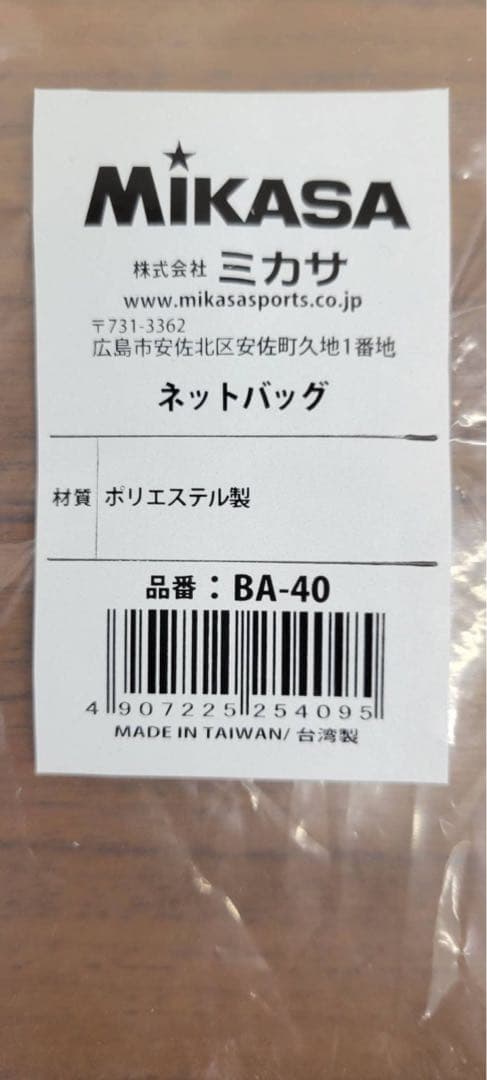 MiKASA
株式会社 ミカサ
www.mikasasports.co.jp
〒731-3362
広島市安佐北区安佐町久地1番地
ネットバッグ
材質 ポリエステル製
品番：BA-40
4 907225 254095
MADE IN TAIWAN/ 台湾製